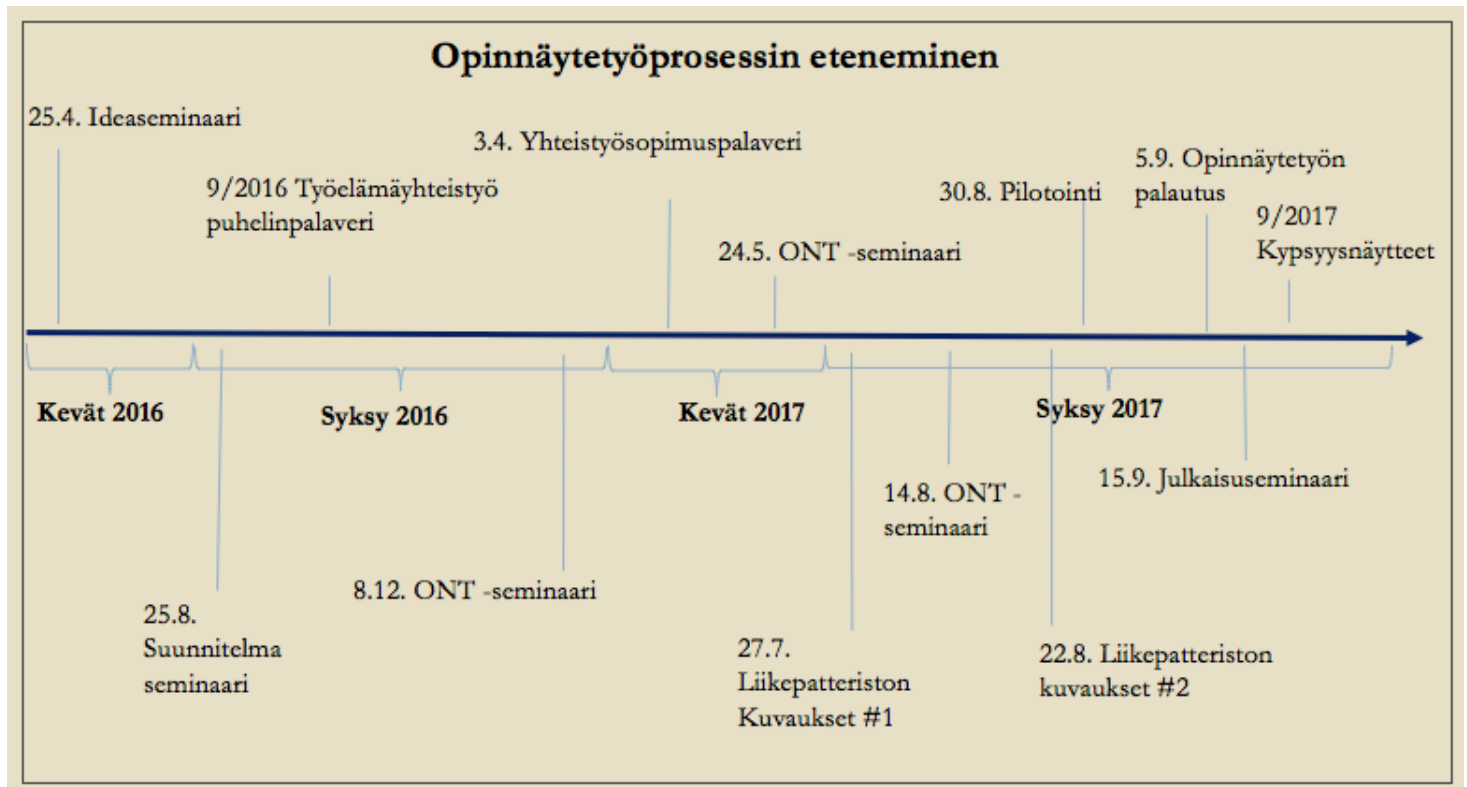 Opinnäytetyöprosessin eteneminen
25.4. Ideaseminaari
3.4. Yhteistyösopimuspalaveri
9/2016 Työelämäyhteistyö
puhelinpalaveri
24.5. ONT -seminaari
30.8. Pilotointi
5.9. Opinnäytetyön
palautus
9/2017
Kypsyysnäytteet
Kevät 2016
Syksy 2016
Kevät 2017
Syksy 2017
25.8.
Suunnitelma
seminaari
8.12. ONT -seminaari
27.7.
Liikepatteriston
Kuvaukset #1
14.8. ONT -
seminaari
22.8. Liikepatteriston
kuvaukset #2
15.9. Julkaisuseminaari